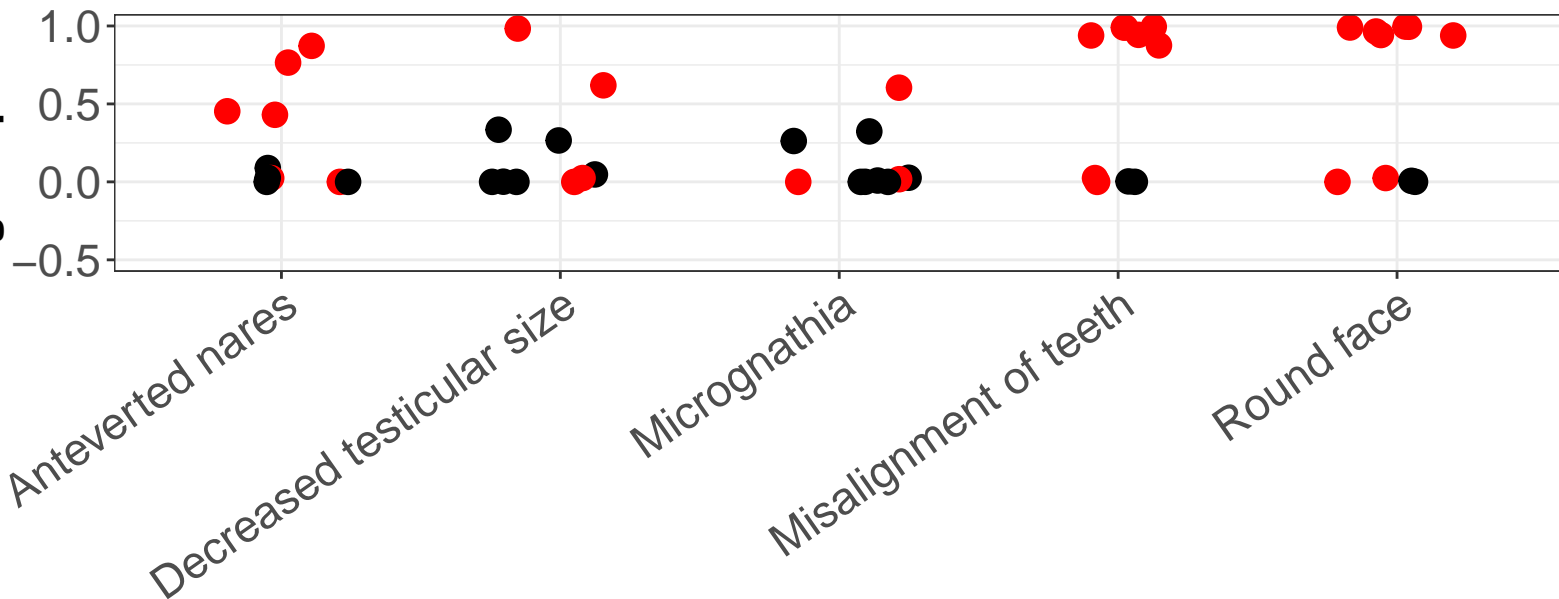 1.0
0.5
0.0
−0.5
Anteverted nares
Decreased testicular size
Micrognathia
Misalignment of teeth
Round face